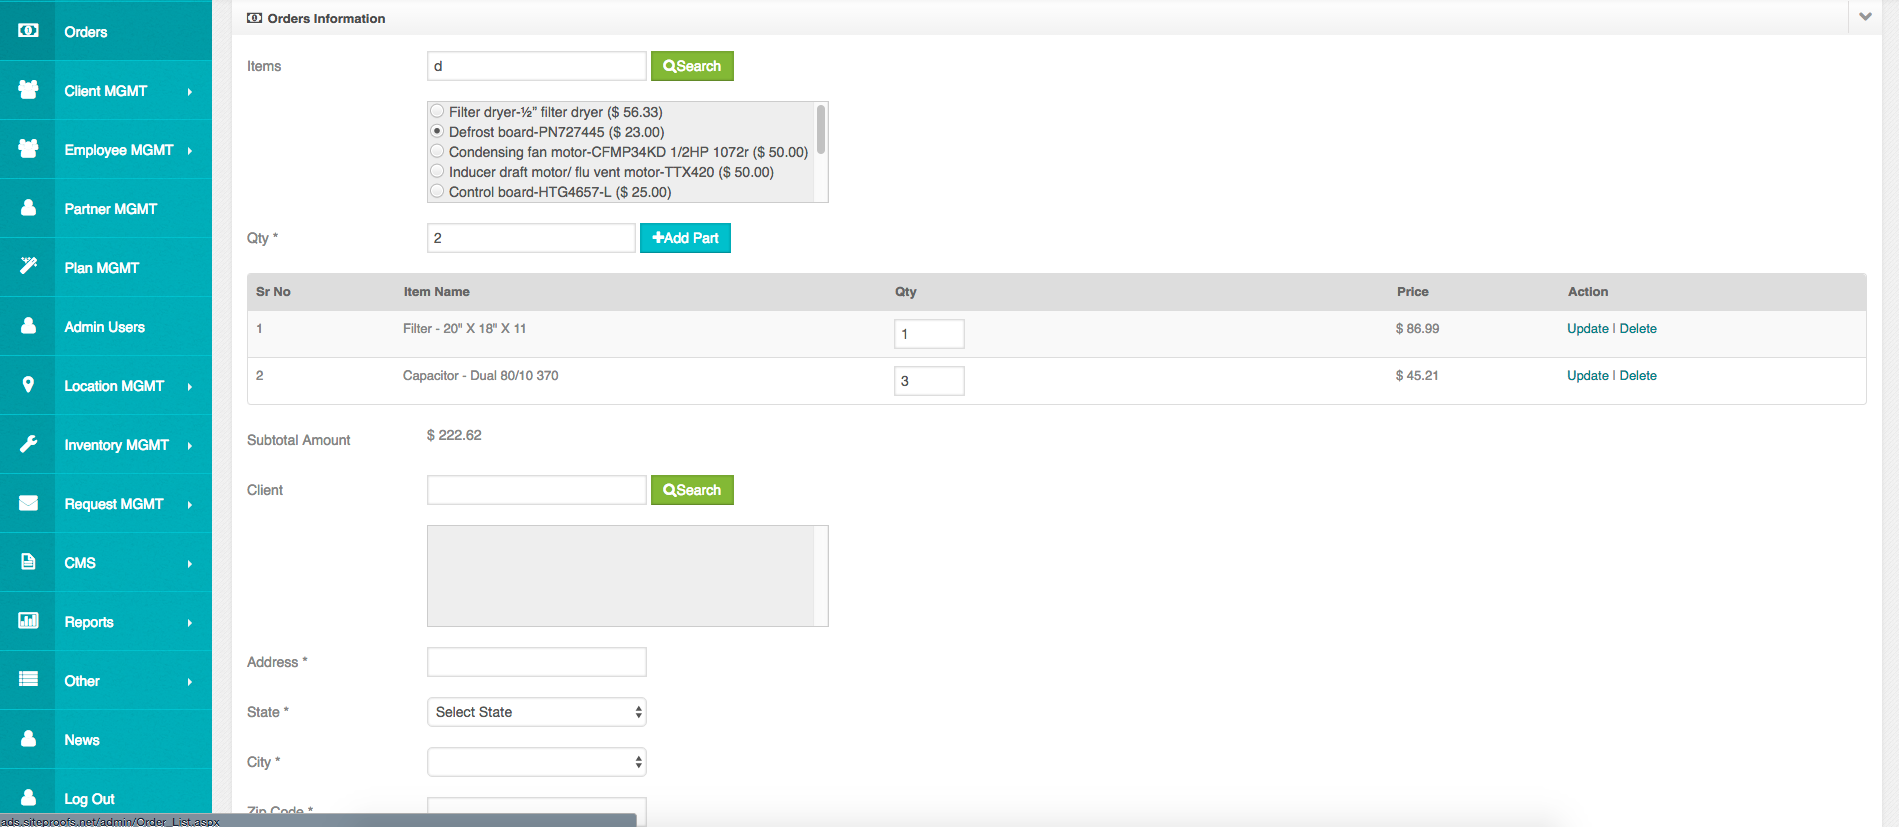 Orders
Client MGMT
Employee MGMT
Partner MGMT
Plan MGMT
Admin Users
Location MGMT
Inventory MGMT
Request MGMT
CMS
Reports
Other
News
Log Out
ads.siteproofs.net/admin/Order_List.aspx
Orders Information
Items d Search
Filter dryer-½” filter dryer ($ 56.33)
Defrost board-PN727445 ($ 23.00)
Condensing fan motor-CFMP34KD 1/2HP 1072r ($ 50.00)
Inducer draft motor/ flu vent motor-TTX420 ($ 50.00)
Control board-HTG4657-L ($ 25.00)
Qty * 2 Add Part
Sr No Item Name Qty Price Action
1 Filter - 20" X 18" X 11 1 $ 86.99 Update | Delete
2 Capacitor - Dual 80/10 370 3 $ 45.21 Update | Delete
Subtotal Amount $ 222.62
Client Search
Address *
State * Select State
City *
Zip Code *